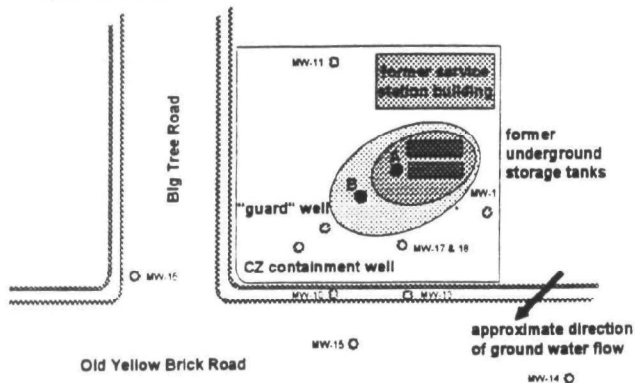 MW-11
former service
station building
Big Tree Road
former
underground
storage tanks
A
B
MW-1
"guard" well
MW-17 & 18
CZ containment well
MW-16
MW-10
approximate direction
of ground water flow
MW-15
Old Yellow Brick Road
MW-14